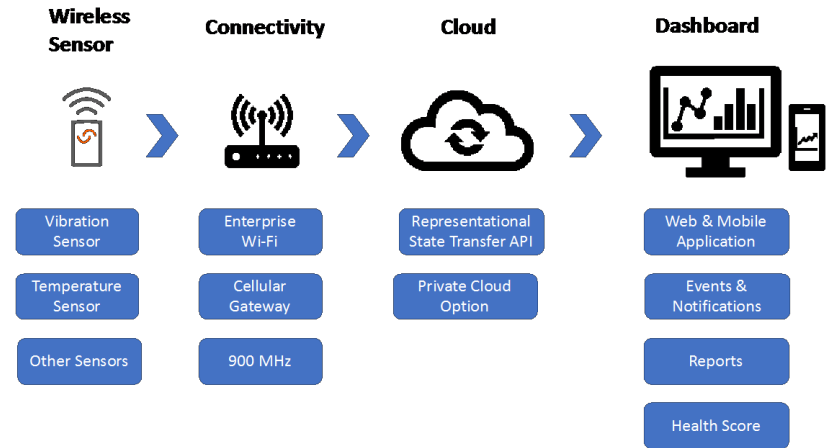 Wireless
Sensor
Connectivity
Cloud
Dashboard
Vibration
Sensor
Enterprise
Wi-Fi
Representational
State Transfer API
Web & Mobile
Application
Temperature
Sensor
Cellular
Gateway
Private Cloud
Option
Events &
Notifications
Other Sensors
900 MHz
Reports
Health Score